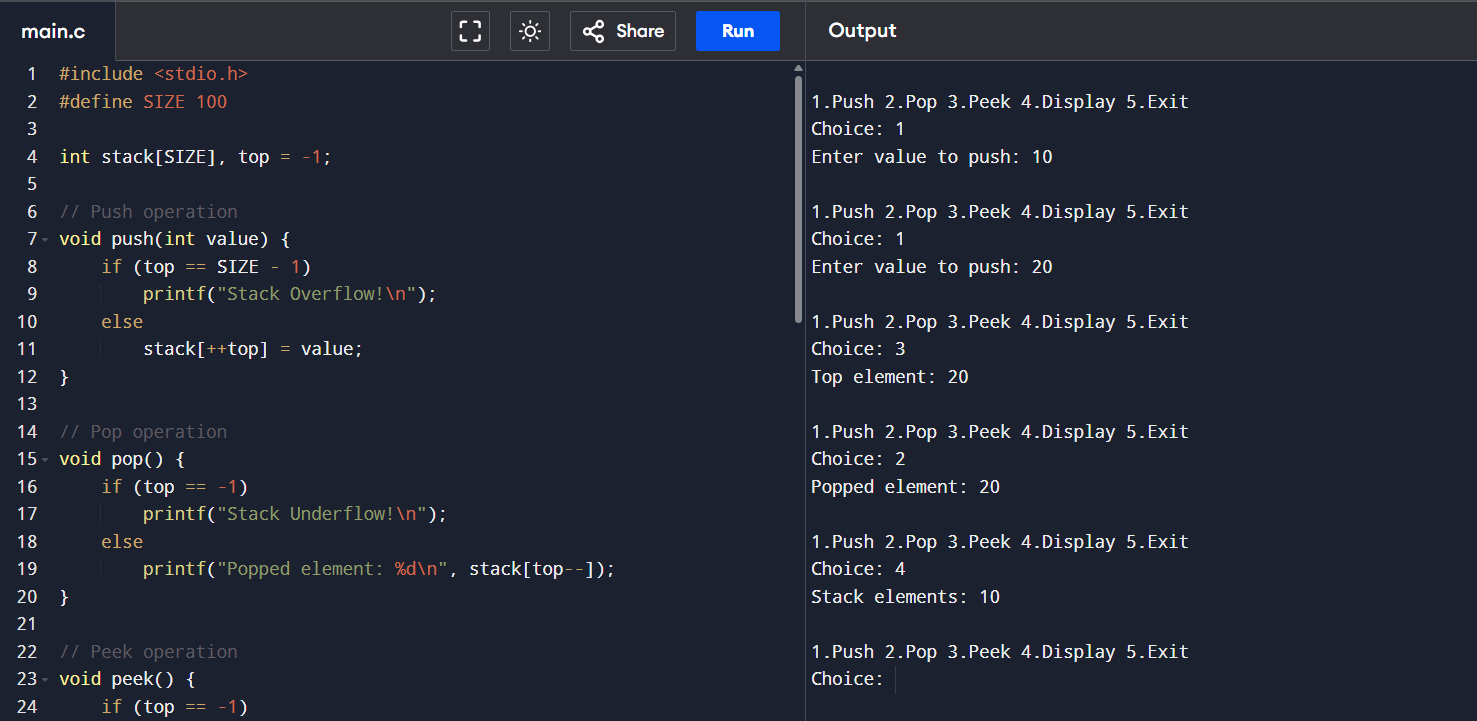 main.c
Share
Run
Output
1 #include <stdio.h>
2 #define SIZE 100
3
4 int stack[SIZE], top = -1;
5
6 // Push operation
7 void push(int value) {
8     if (top == SIZE - 1)
9         printf("Stack Overflow!\n");
10     else
11         stack[++top] = value;
12 }
13
14 // Pop operation
15 void pop() {
16     if (top == -1)
17         printf("Stack Underflow!\n");
18     else
19         printf("Popped element: %d\n", stack[top--]);
20 }
21
22 // Peek operation
23 void peek() {
24     if (top == -1)
1.Push 2.Pop 3.Peek 4.Display 5.Exit
Choice: 1
Enter value to push: 10
1.Push 2.Pop 3.Peek 4.Display 5.Exit
Choice: 1
Enter value to push: 20
1.Push 2.Pop 3.Peek 4.Display 5.Exit
Choice: 3
Top element: 20
1.Push 2.Pop 3.Peek 4.Display 5.Exit
Choice: 2
Popped element: 20
1.Push 2.Pop 3.Peek 4.Display 5.Exit
Choice: 4
Stack elements: 10
1.Push 2.Pop 3.Peek 4.Display 5.Exit
Choice: